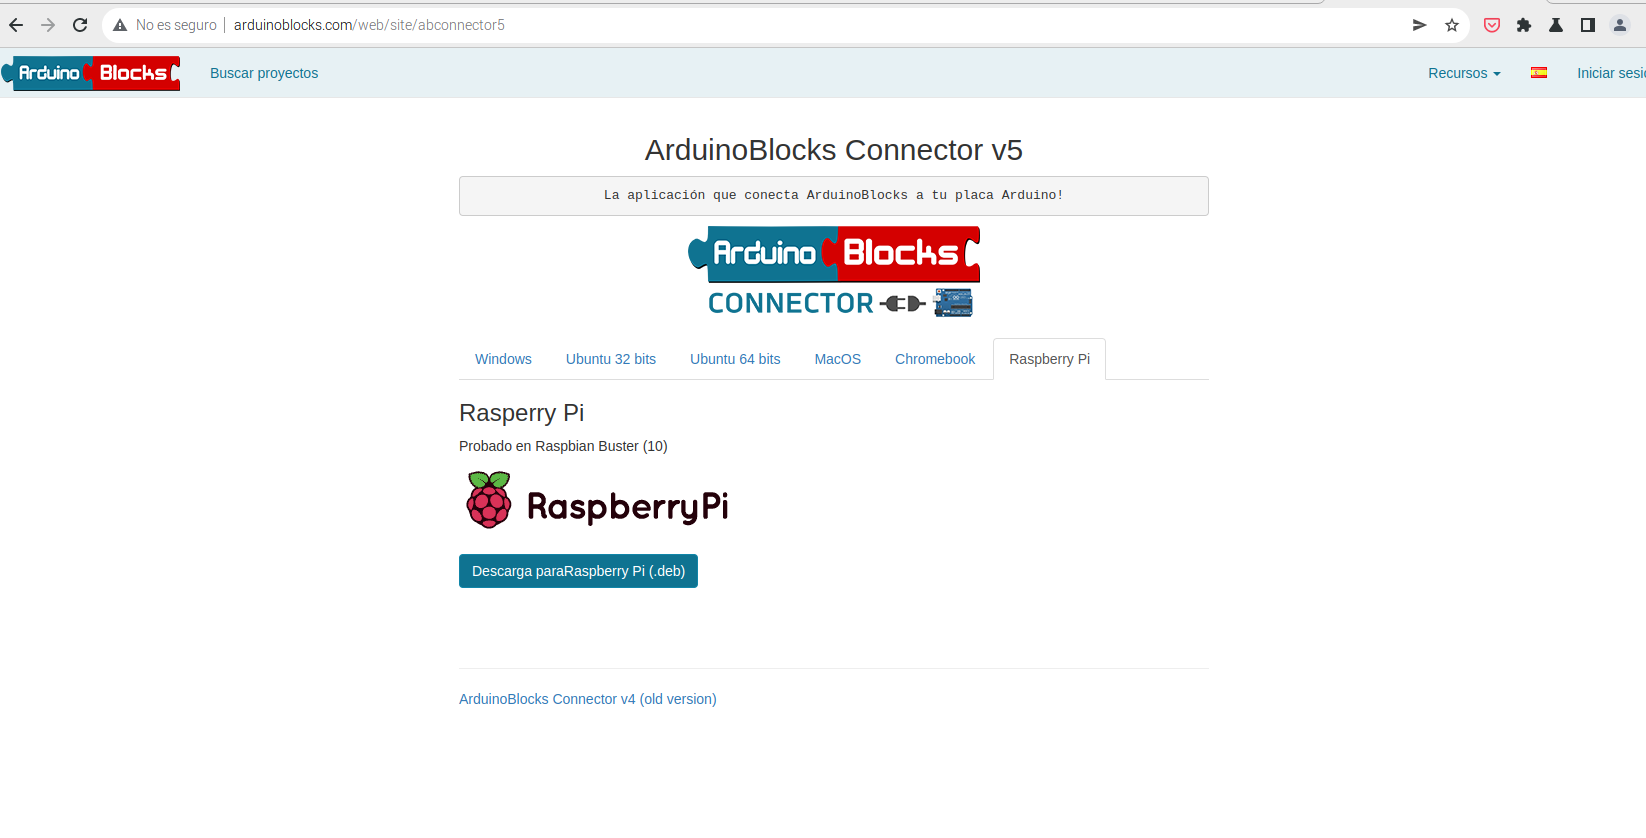 No es seguro arduinoblocks.com/web/site/abconnector5
Arduino Blocks Buscar proyectos Recursos Iniciar sesio
ArduinoBlocks Connector v5
La aplicación que conecta ArduinoBlocks a tu placa Arduino!
Arduino Blocks
CONNECTOR
Windows Ubuntu 32 bits Ubuntu 64 bits MacOS Chromebook Raspberry Pi
Rasperry Pi
Probado en Raspbian Buster (10)
RaspberryPi
Descarga paraRaspberry Pi (.deb)
ArduinoBlocks Connector v4 (old version)